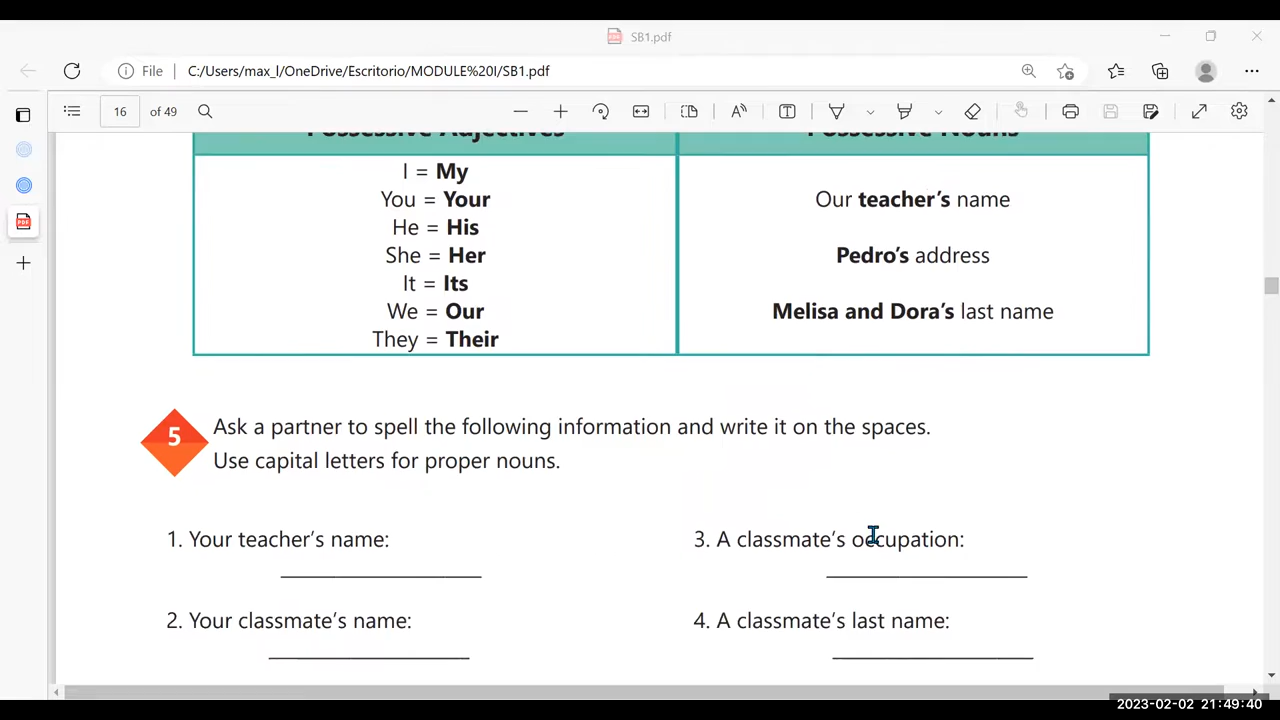 SB1.pdf
File
C:/Users/max_l/OneDrive/Escritorio/MODULE%20I/SB1.pdf
16 of 49
Possessive Adjectives
Possessive Nouns
I = My
You = Your
He = His
She = Her
It = Its
We = Our
They = Their
Our teacher's name
Pedro's address
Melisa and Dora's last name
5
Ask a partner to spell the following information and write it on the spaces.
Use capital letters for proper nouns.
1. Your teacher's name:
2. Your classmate's name:
3. A classmate's occupation:
4. A classmate's last name:
2023-02-02 21:49:40